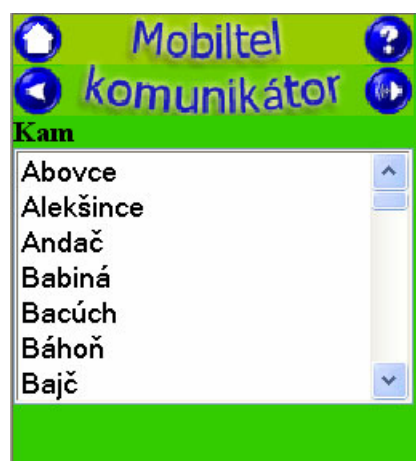 Mobiltel
komunikátor
Kam
Abovce
Alekšince
Andač
Babiná
Bacúch
Báhoň
Bajč